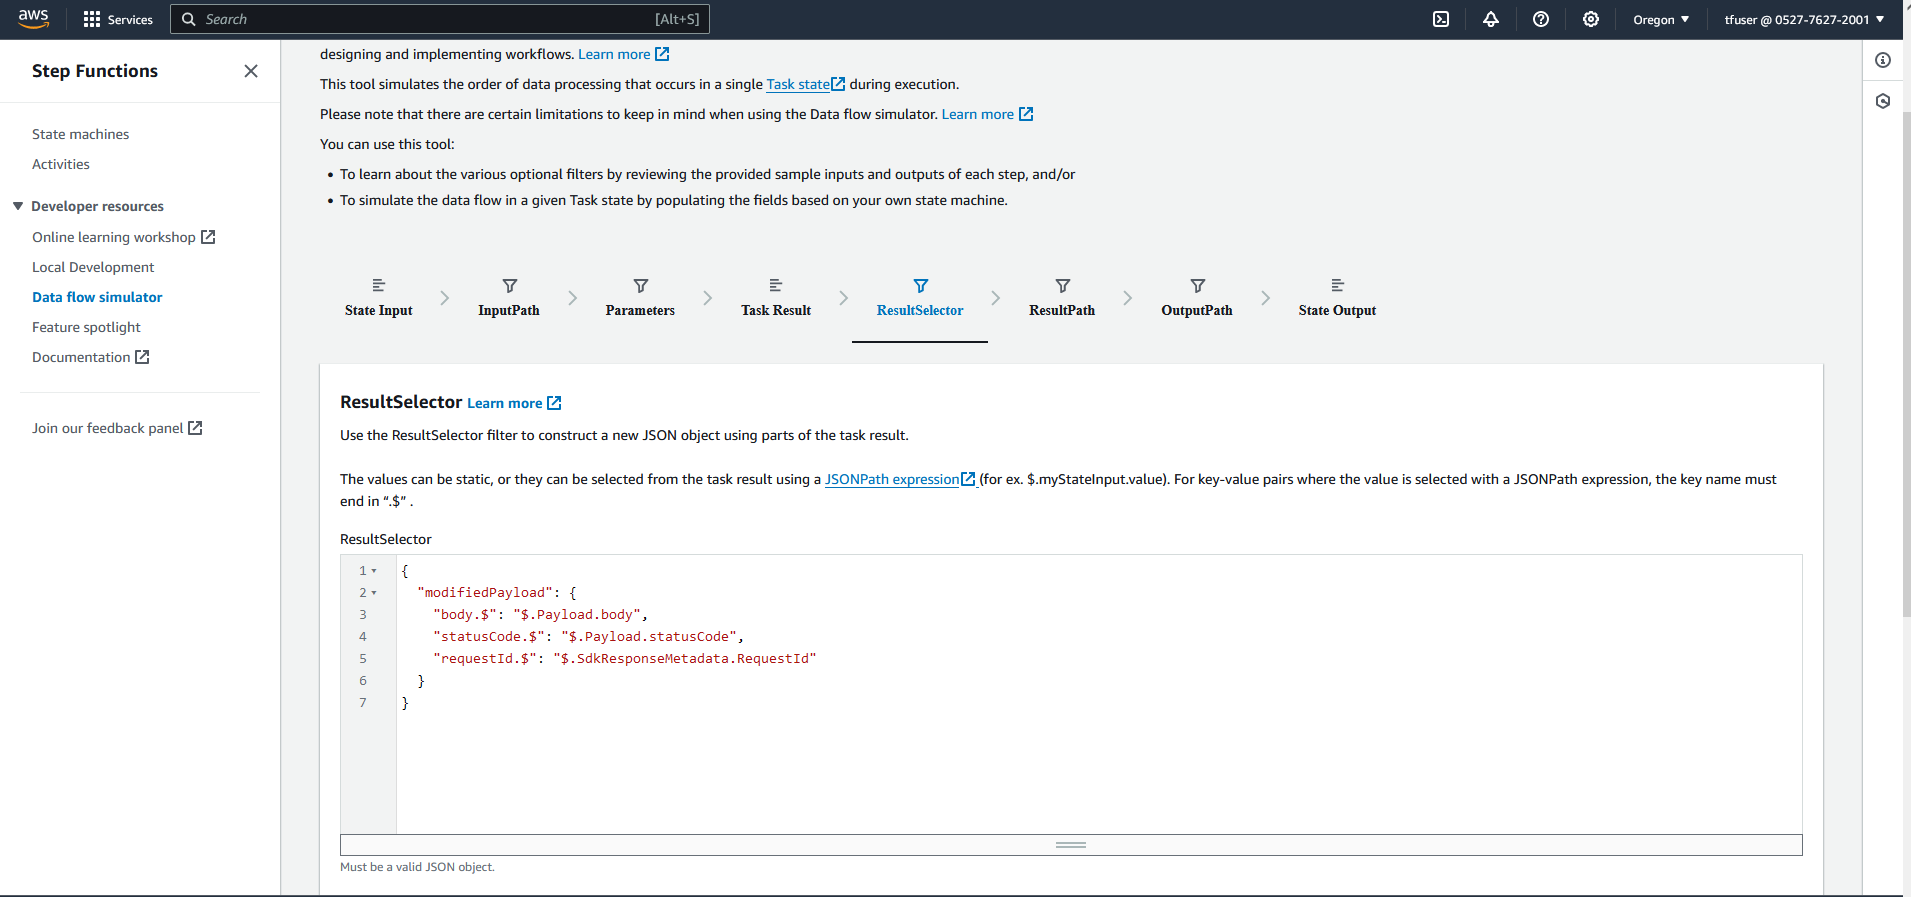 aws
Services
Search
[Alt+S]
Oregon
tfuser @ 0527-7627-2001
Step Functions
State machines
Activities
Developer resources
Online learning workshop
Local Development
Data flow simulator
Feature spotlight
Documentation
Join our feedback panel
designing and implementing workflows. Learn more
This tool simulates the order of data processing that occurs in a single Task state during execution.
Please note that there are certain limitations to keep in mind when using the Data flow simulator. Learn more
You can use this tool:
• To learn about the various optional filters by reviewing the provided sample inputs and outputs of each step, and/or
• To simulate the data flow in a given Task state by populating the fields based on your own state machine.
State Input
InputPath
Parameters
Task Result
ResultSelector
ResultPath
OutputPath
State Output
ResultSelector Learn more
Use the ResultSelector filter to construct a new JSON object using parts of the task result.
The values can be static, or they can be selected from the task result using a JSONPath expression (for ex. $.myStateInput.value). For key-value pairs where the value is selected with a JSONPath expression, the key name must
end in “.$” .
ResultSelector
1 {
2 "modifiedPayload": {
3 "body.$": "$.Payload.body",
4 "statusCode.$": "$.Payload.statusCode",
5 "requestId.$": "$.SdkResponseMetadata.RequestId"
6 }
7 }
Must be a valid JSON object.